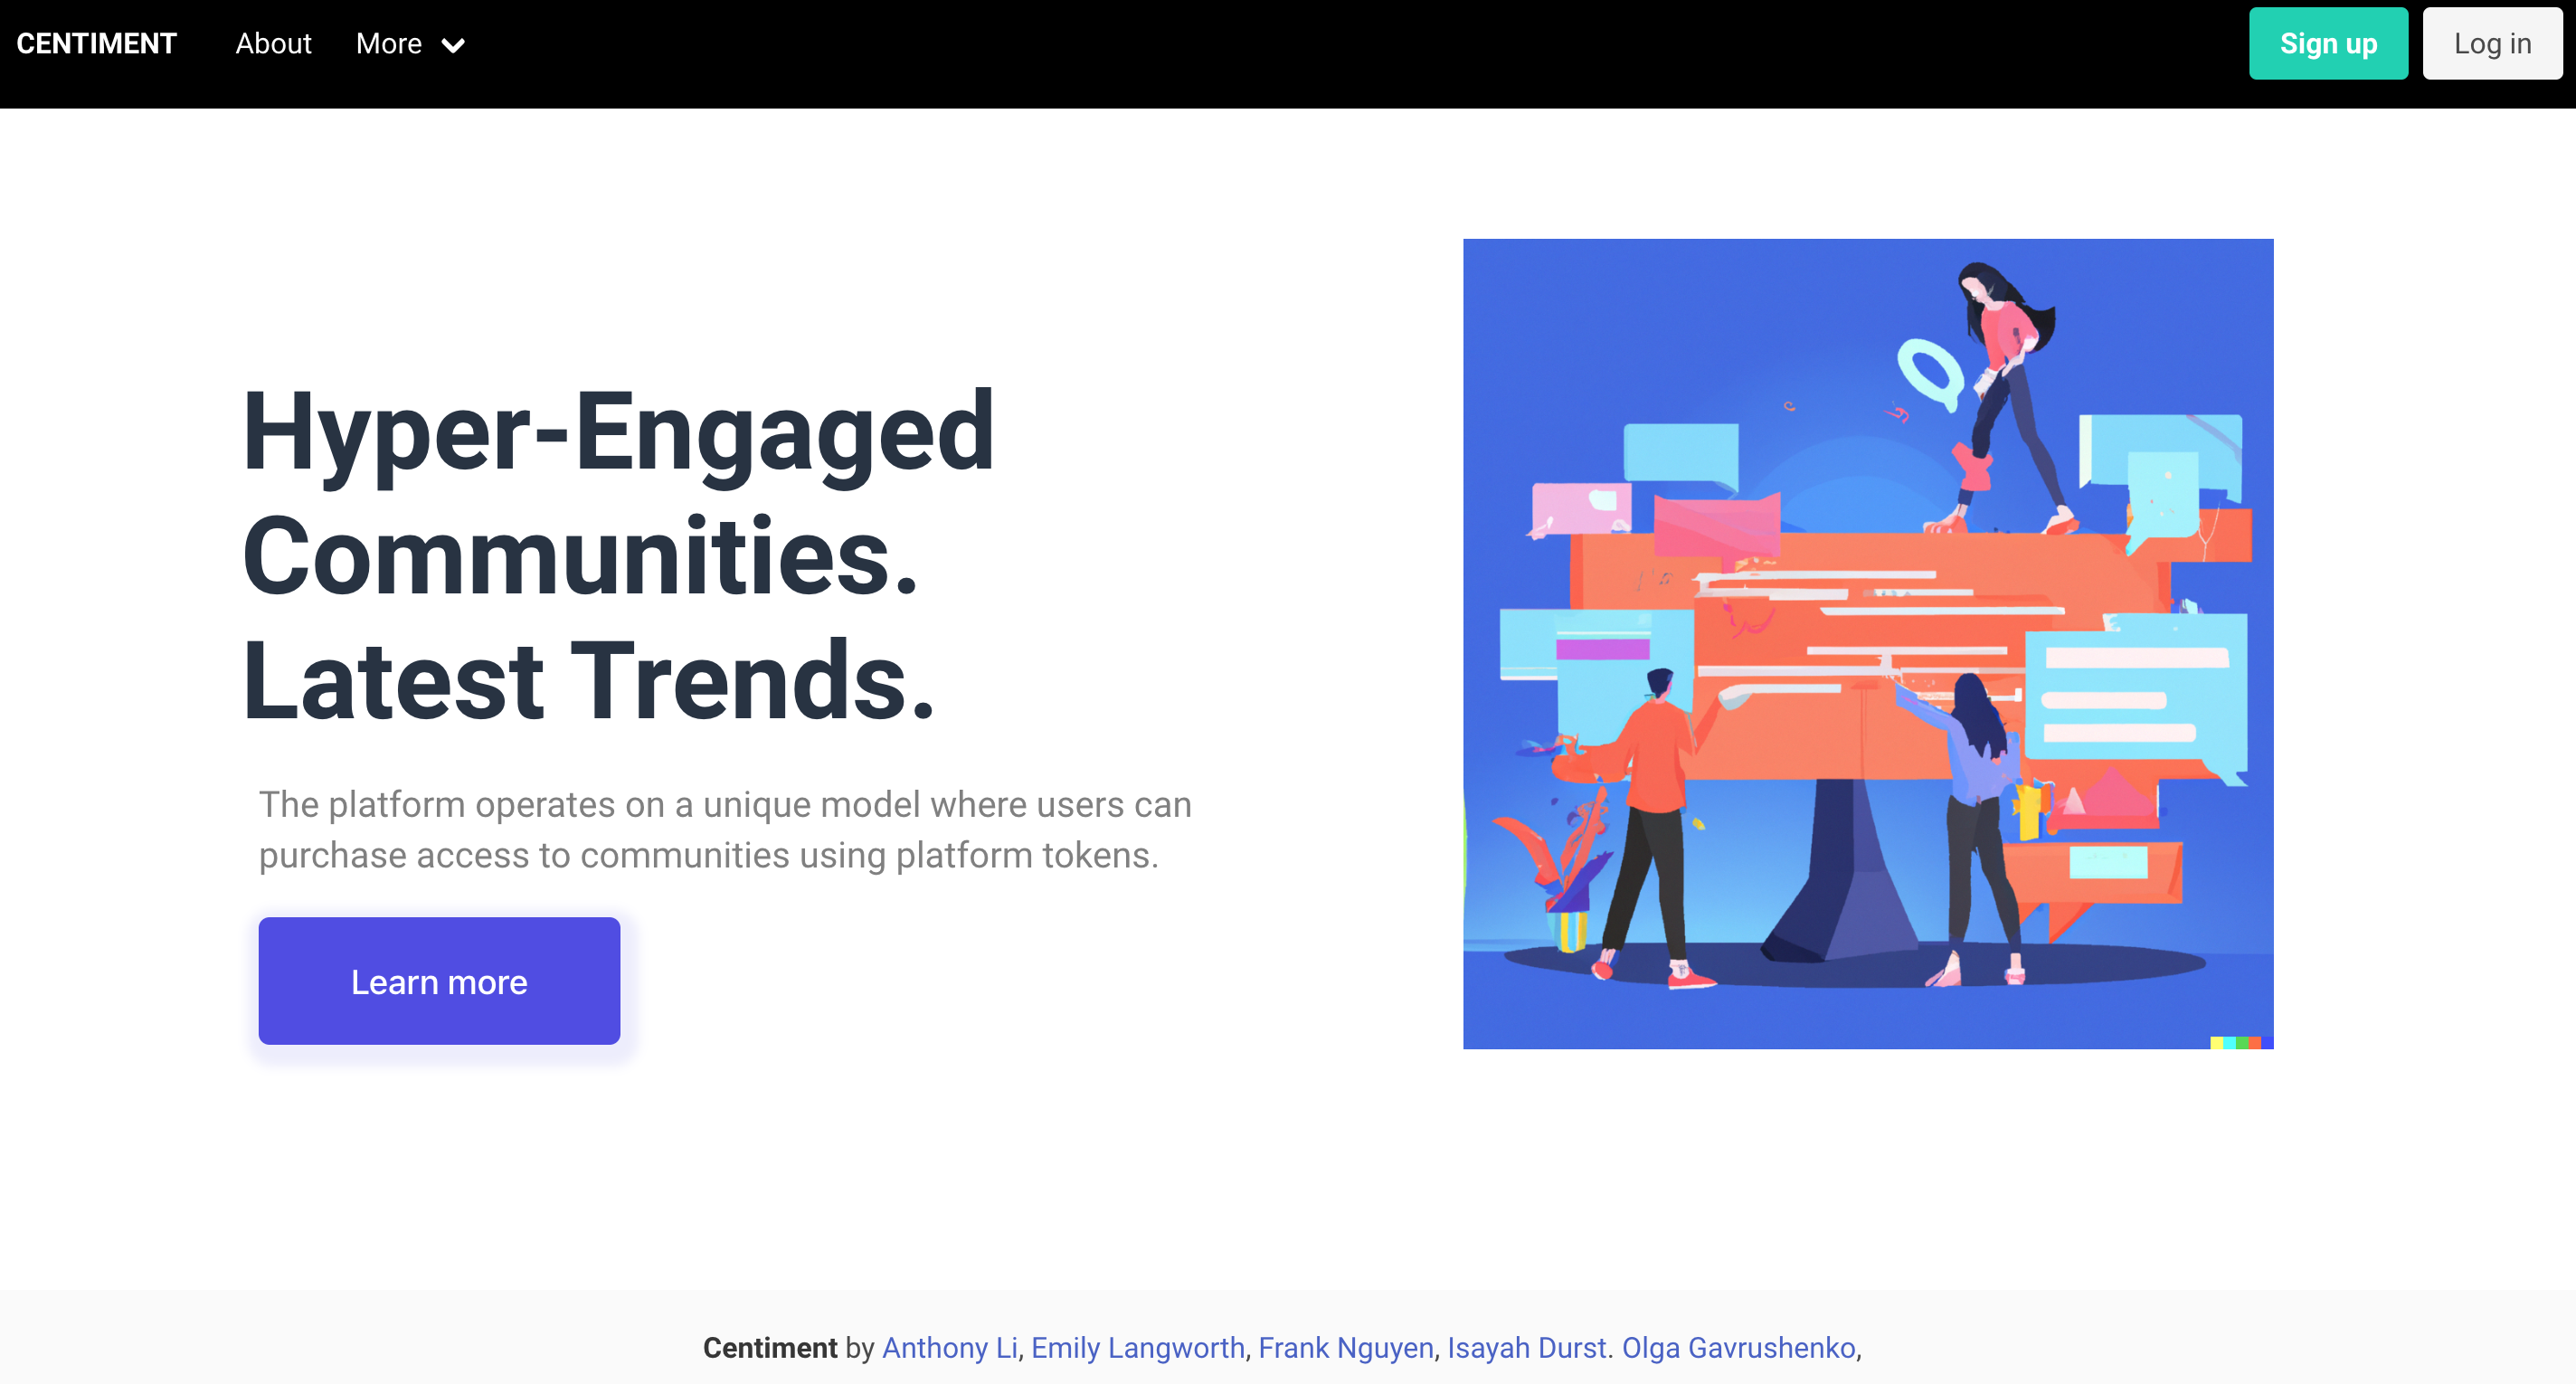 CENTIMENT About More Sign up Log in
Hyper-Engaged
Communities.
Latest Trends.
The platform operates on a unique model where users can
purchase access to communities using platform tokens.
Learn more
Centiment by Anthony Li, Emily Langworth, Frank Nguyen, Isayah Durst. Olga Gavrushenko,